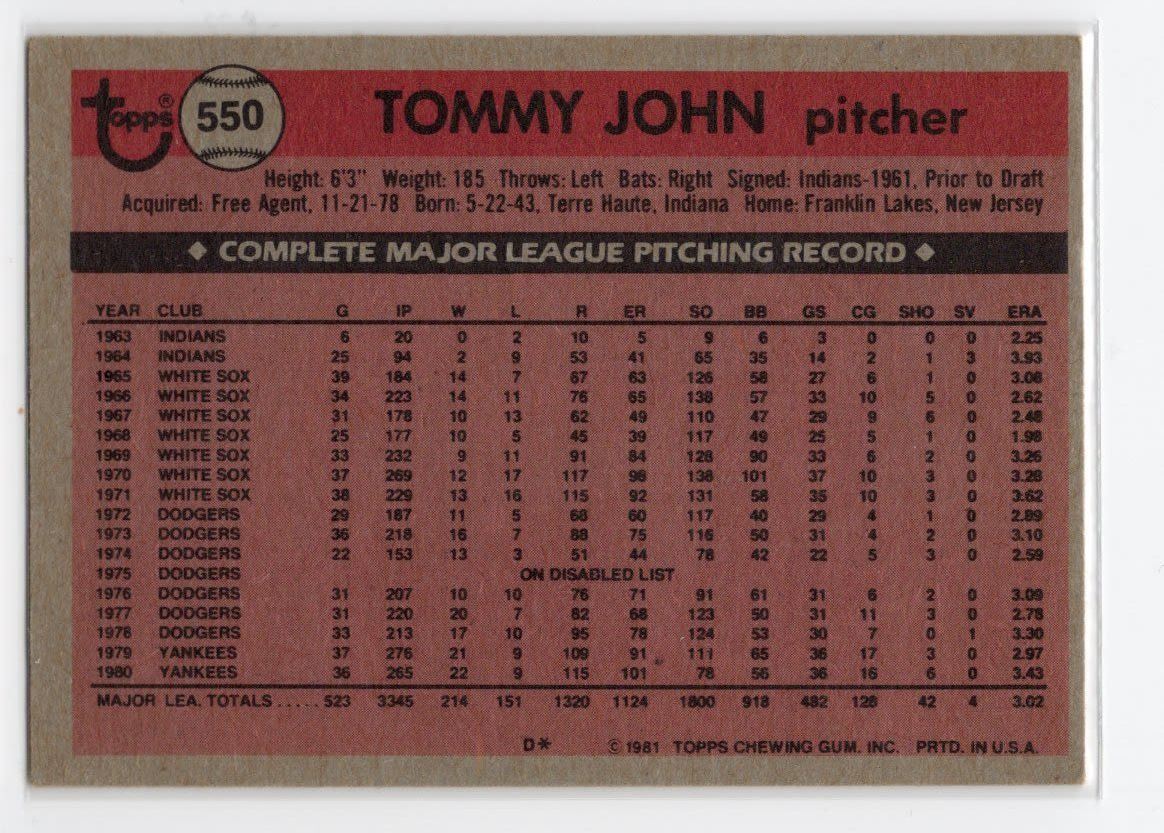 topps® 550 TOMMY JOHN pitcher
Height: 6'3" Weight: 185 Throws: Left Bats: Right Signed: Indians-1961, Prior to Draft
Acquired: Free Agent, 11-21-78 Born: 5-22-43, Terre Haute, Indiana Home: Franklin Lakes, New Jersey
◆ COMPLETE MAJOR LEAGUE PITCHING RECORD ◆
YEAR CLUB G IP W L R ER SO BB GS CG SHO SV ERA
1963 INDIANS 6 20 0 2 10 5 9 6 3 0 0 0 2.25
1964 INDIANS 25 94 2 9 53 41 65 35 14 2 1 3 3.93
1965 WHITE SOX 39 184 14 7 67 63 126 58 27 6 1 0 3.08
1966 WHITE SOX 34 223 14 11 76 65 138 57 33 10 5 0 2.62
1967 WHITE SOX 31 178 10 13 62 49 110 47 29 9 6 0 2.48
1968 WHITE SOX 25 177 10 5 45 39 117 49 25 5 1 0 1.98
1969 WHITE SOX 33 232 9 11 91 84 128 90 33 6 2 0 3.26
1970 WHITE SOX 37 269 12 17 117 98 138 101 37 10 3 0 3.28
1971 WHITE SOX 38 229 13 16 115 92 131 58 35 10 3 0 3.62
1972 DODGERS 29 187 11 5 68 60 117 40 29 4 1 0 2.89
1973 DODGERS 36 218 16 7 88 75 116 50 31 4 2 0 3.10
1974 DODGERS 22 153 13 3 51 44 78 42 22 5 3 0 2.59
1975 DODGERS ON DISABLED LIST
1976 DODGERS 31 207 10 10 76 71 91 61 31 6 2 0 3.09
1977 DODGERS 31 220 20 7 82 68 123 50 31 11 3 0 2.78
1978 DODGERS 33 213 17 10 95 78 124 53 30 7 0 1 3.30
1979 YANKEES 37 276 21 9 109 91 111 65 36 17 3 0 2.97
1980 YANKEES 36 265 22 9 115 101 78 56 36 16 6 0 3.43
MAJOR LEA. TOTALS ..... 523 3345 214 151 1320 1124 1800 918 482 128 42 4 3.02
D* © 1981 TOPPS CHEWING GUM. INC. PRTD. IN U.S.A.